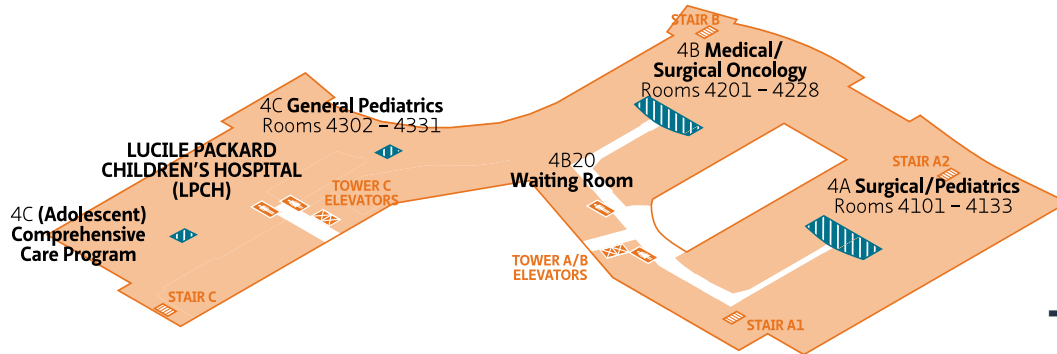 STAIR B
4B Medical/
Surgical Oncology
Rooms 4201 – 4228
4C General Pediatrics
Rooms 4302 – 4331
LUCILE PACKARD
CHILDREN'S HOSPITAL
(LPCH)
TOWER C
ELEVATORS
4B20
Waiting Room
STAIR A2
4A Surgical/Pediatrics
Rooms 4101 – 4133
4C (Adolescent)
Comprehensive
Care Program
TOWER A/B
ELEVATORS
STAIR C
STAIR A1